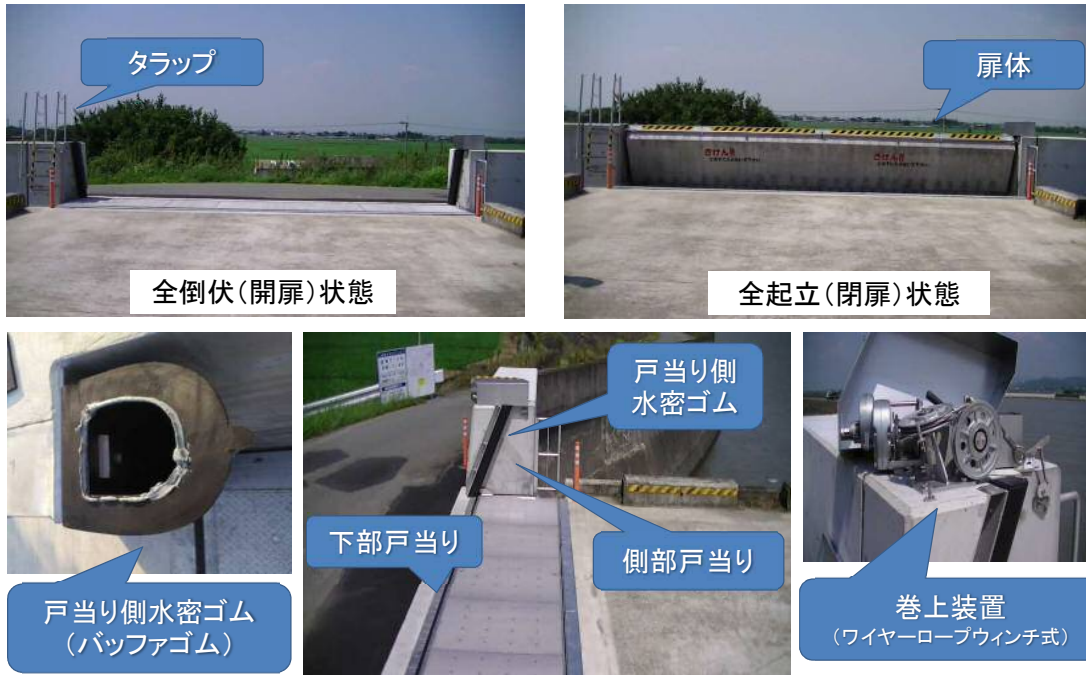 タラップ
扉体
全倒伏（開扉）状態
全起立（閉扉）状態
戸当り側
水密ゴム
下部戸当り
側部戸当り
戸当り側水密ゴム
（バッファゴム）
巻上装置
（ワイヤーロープウィンチ式）